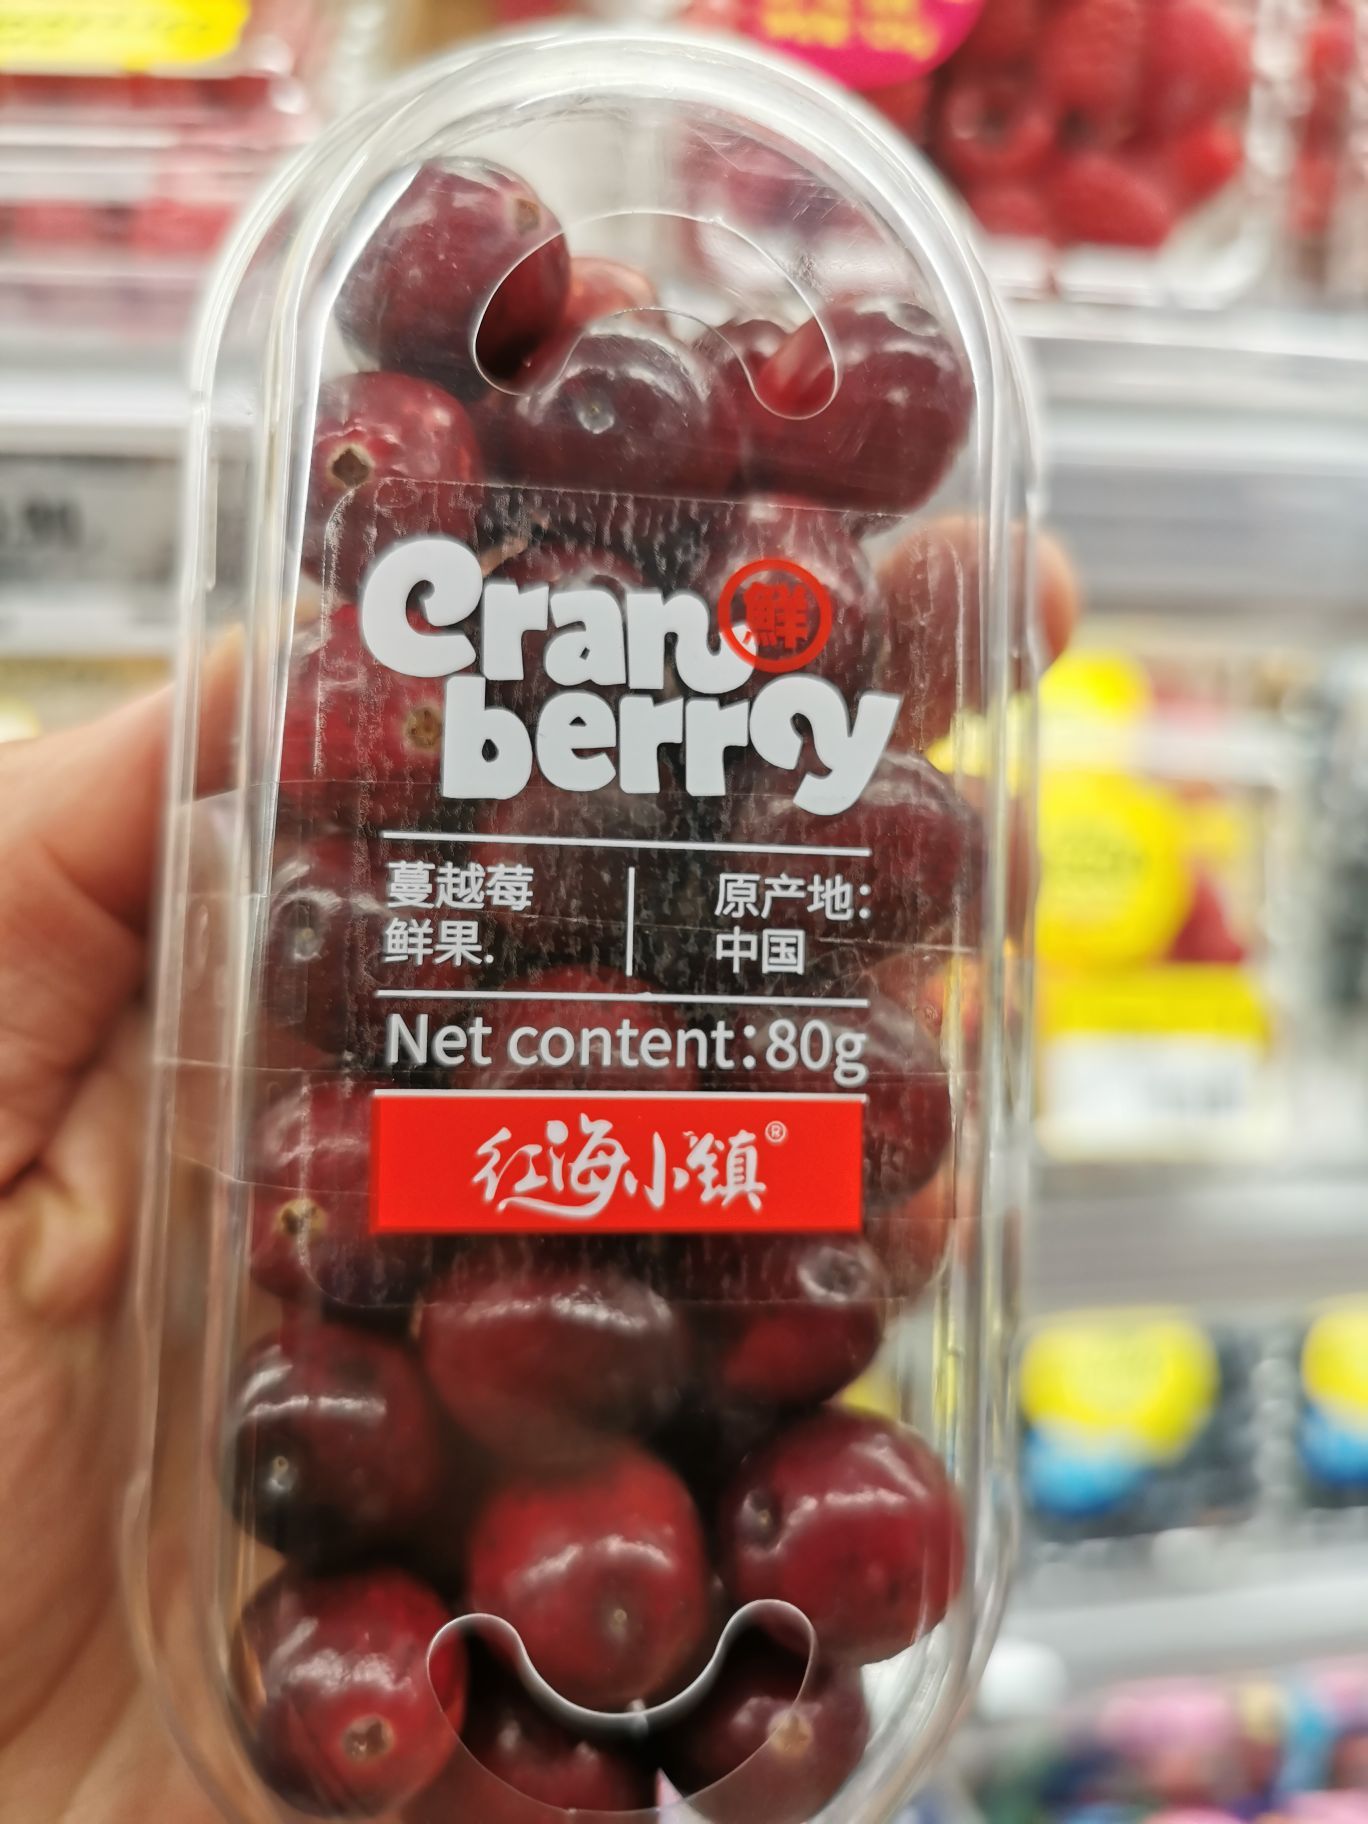 Cran
鮮
berry
蔓越莓
鲜果.
原产地：
中国
Net content：80g
红海小镇®